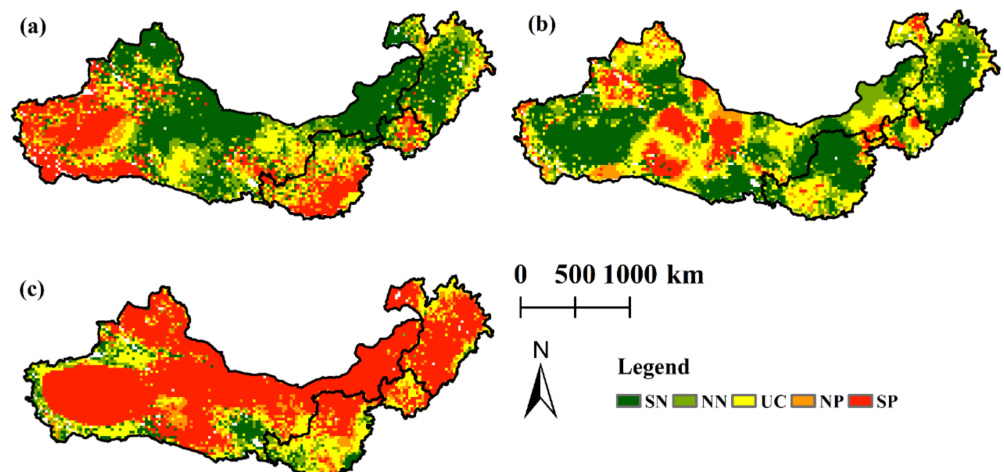 (a)
(b)
(c)
0 500 1000 km
N
Legend
SN NN UC NP SP